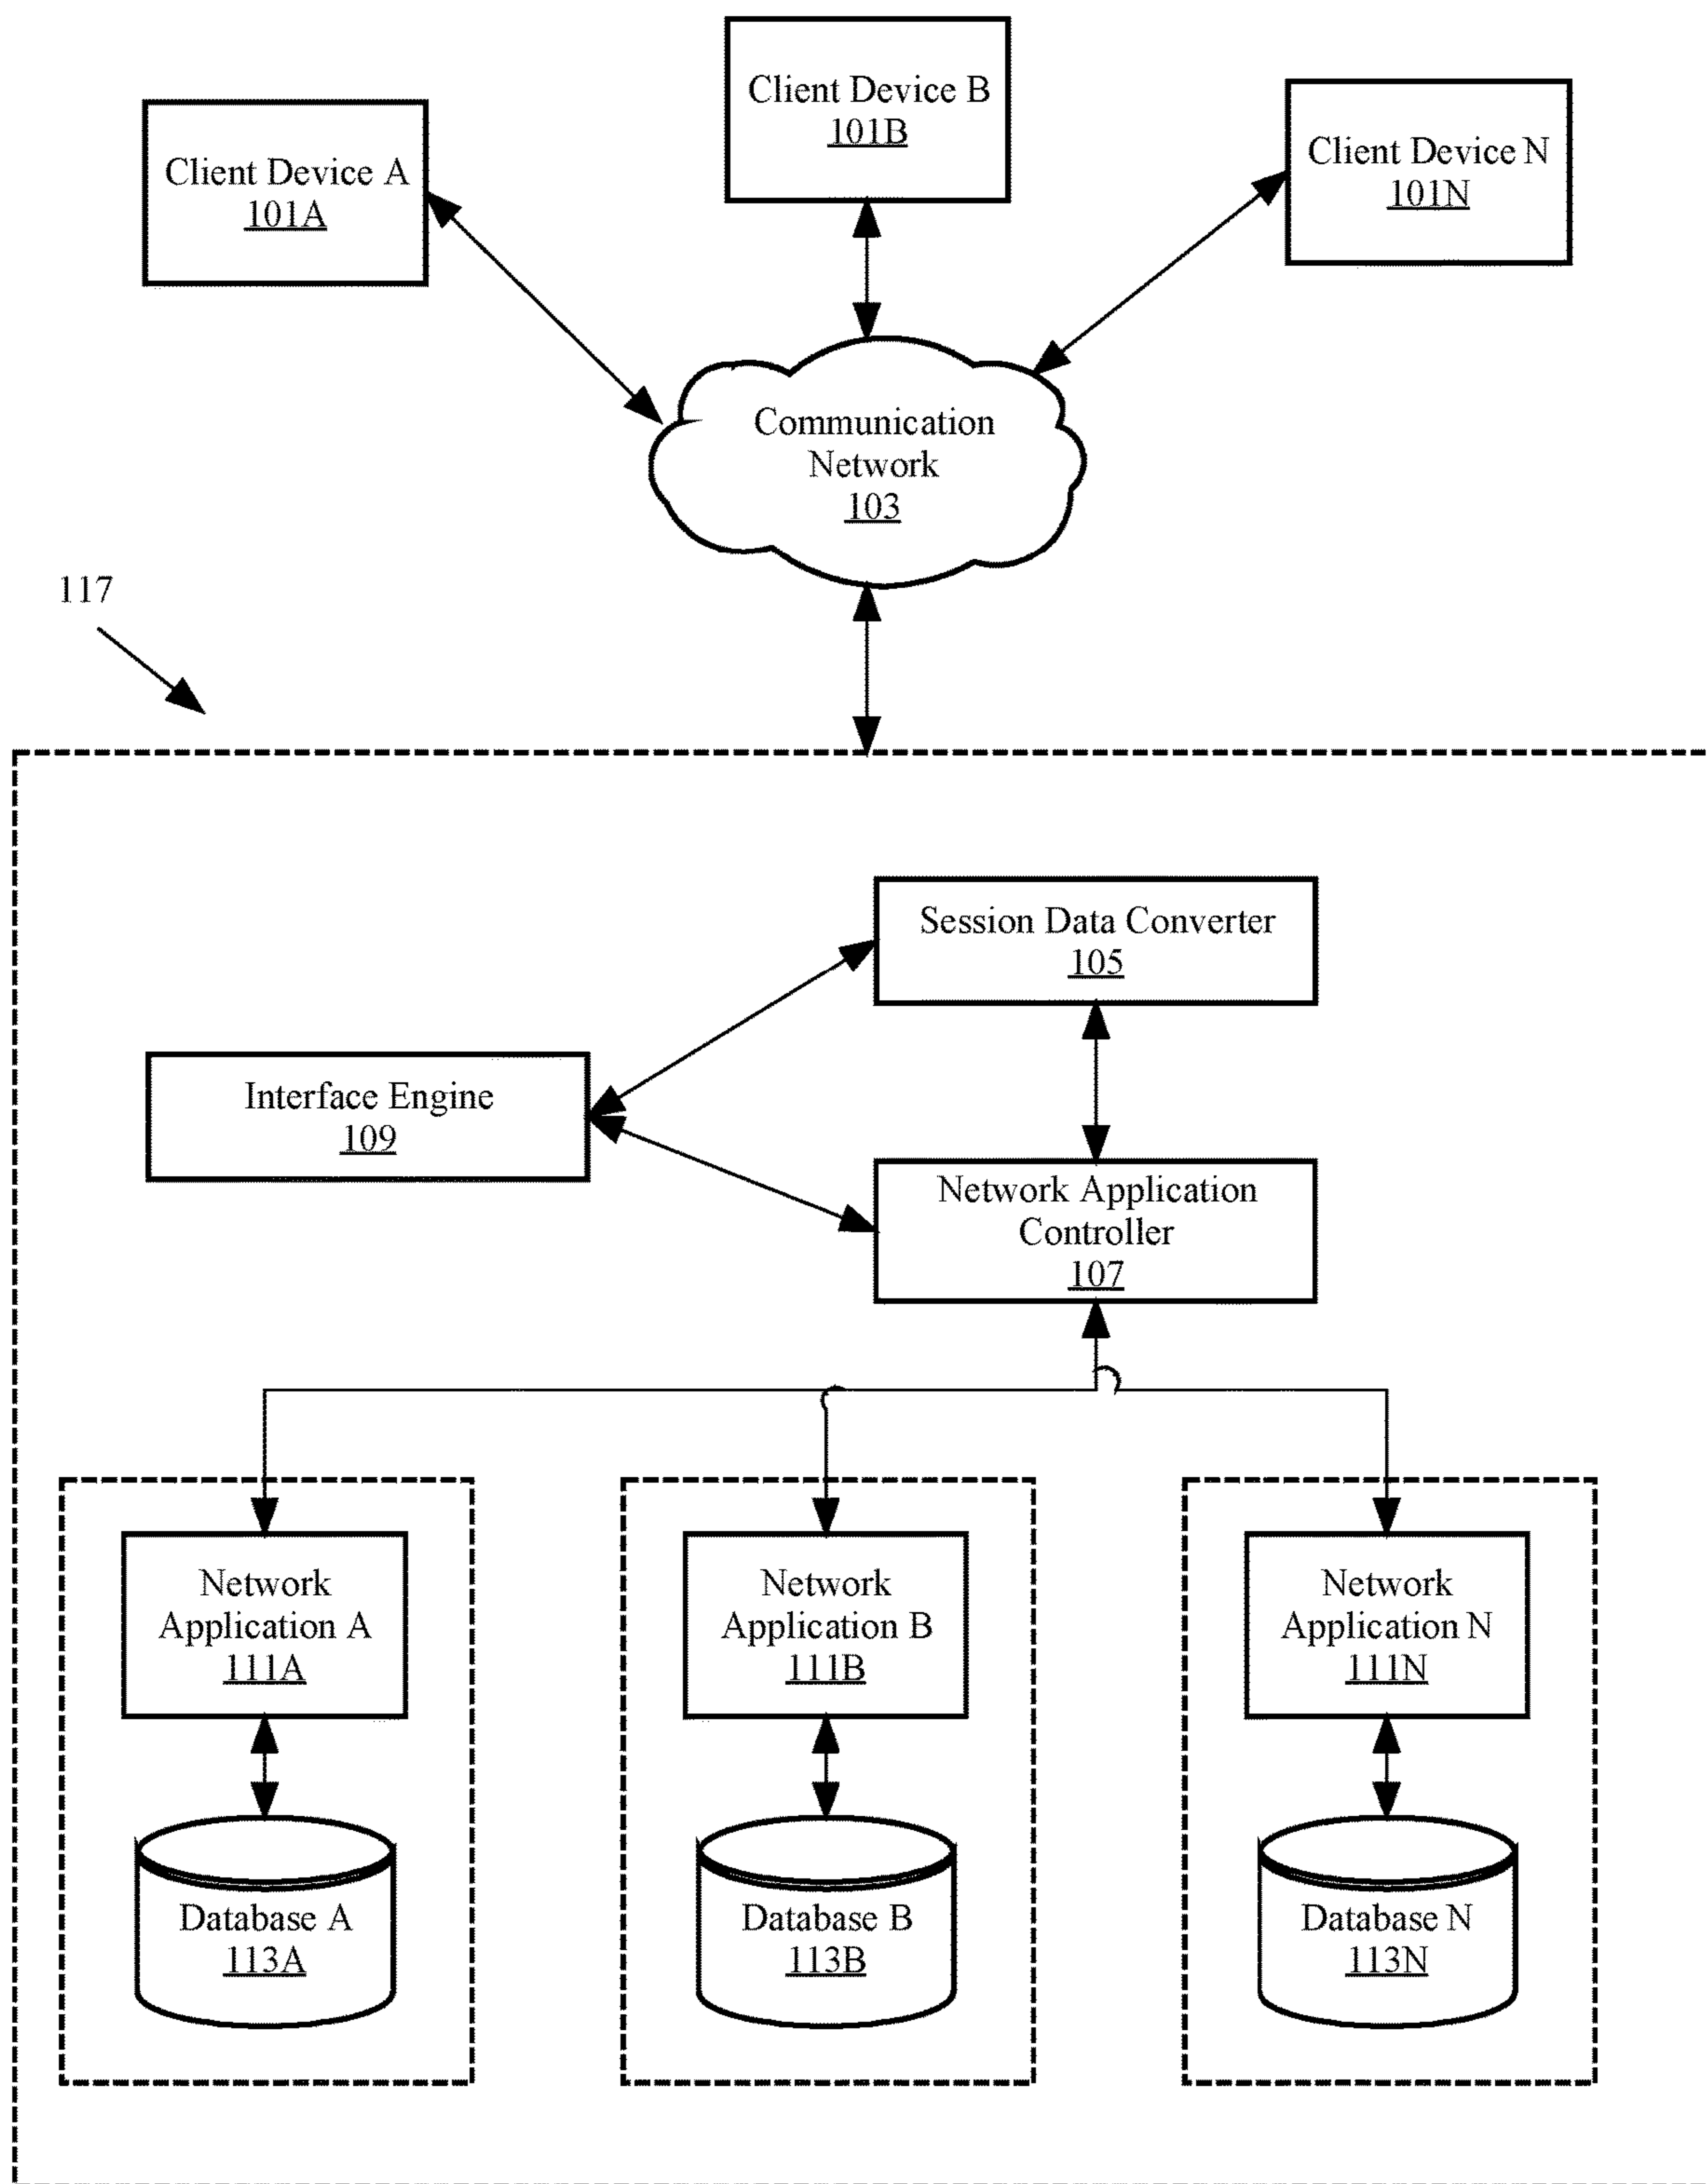 Client Device A
101A
Client Device B
101B
Client Device N
101N
Communication
Network
103
117
Session Data Converter
105
Interface Engine
109
Network Application
Controller
107
Network
Application A
111A
Network
Application B
111B
Network
Application N
111N
Database A
113A
Database B
113B
Database N
113N